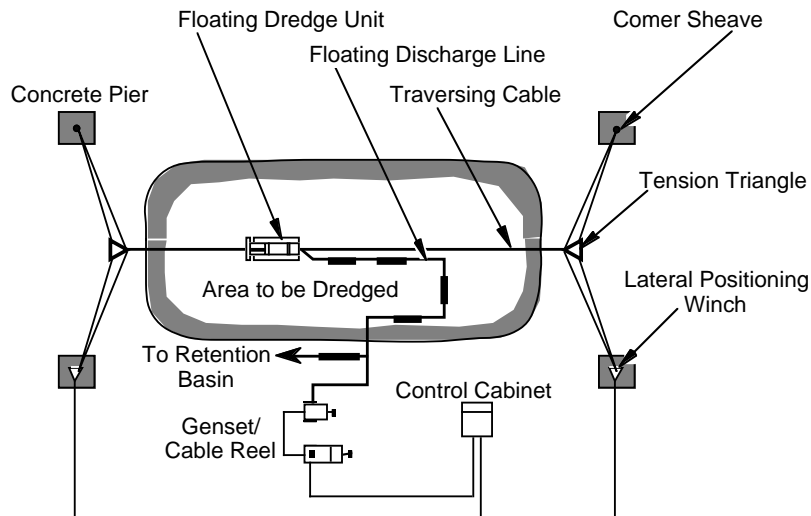 Floating Dredge Unit
Comer Sheave
Floating Discharge Line
Concrete Pier
Traversing Cable
Tension Triangle
Area to be Dredged
Lateral Positioning
Winch
To Retention
Basin
Control Cabinet
Genset/
Cable Reel